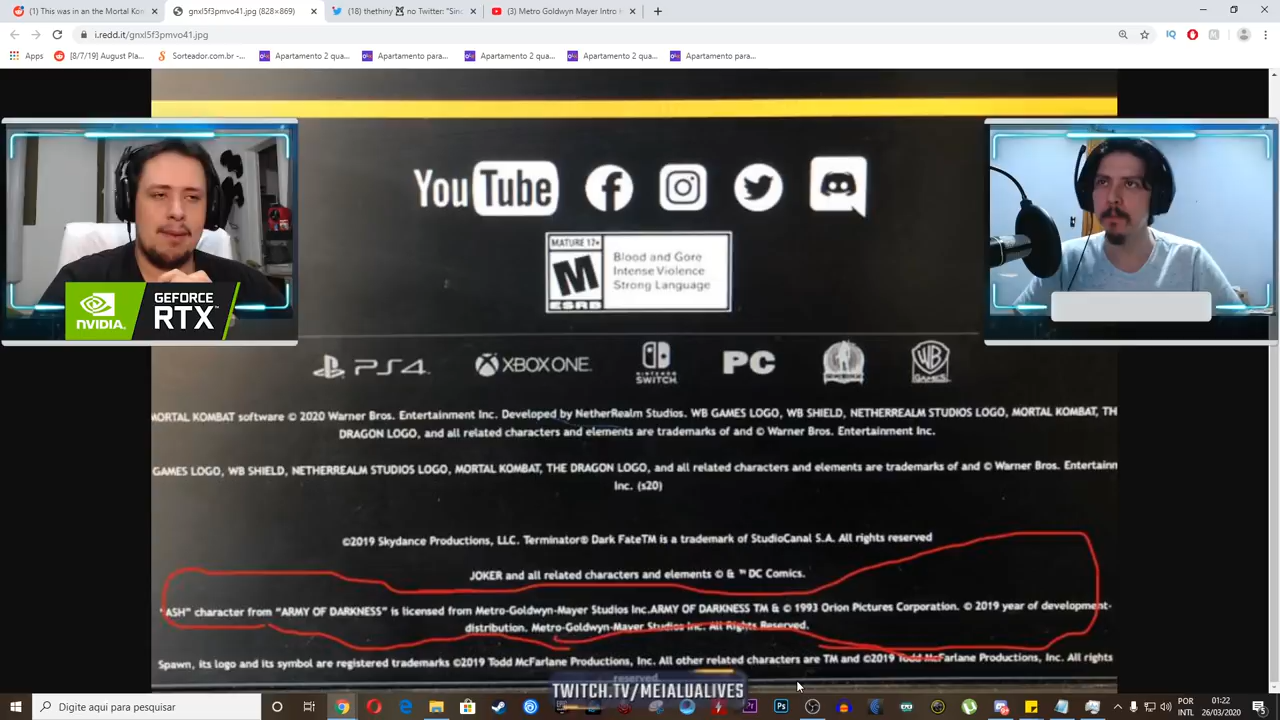 (1) This was in the Mortal Kon
gnxl5f3pmvo41.jpg (828×869)
(18) thethiny no Twitter: "Sinc
(3) Metro Goldwyn Mayer Intro H
i.redd.it/gnxl5f3pmvo41.jpg
Apps
[8/7/19] August Pla...
Sorteador.com.br -...
Apartamento 2 qua...
Apartamento para...
Apartamento 2 qua...
Apartamento 2 qua...
Apartamento para...
YouTube
MATURE 17+
M
ESRB
Blood and Gore
Intense Violence
Strong Language
NVIDIA.
GEFORCE
RTX
PS4
XBOX ONE
NINTENDO
SWITCH
PC
WB
GAMES
MORTAL KOMBAT software © 2020 Warner Bros. Entertainment Inc. Developed by NetherRealm Studios. WB GAMES LOGO, WB SHIELD, NETHERREALM STUDIOS LOGO, MORTAL KOMBAT, TH
DRAGON LOGO, and all related characters and elements are trademarks of and © Warner Bros. Entertainment Inc.
GAMES LOGO, WB SHIELD, NETHERREALM STUDIOS LOGO, MORTAL KOMBAT, THE DRAGON LOGO, and all related characters and elements are trademarks of and © Warner Bros. Entertainm
Inc. (s20)
©2019 Skydance Productions, LLC. Terminator® Dark FateTM is a trademark of StudioCanal S.A. All rights reserved
JOKER and all related characters and elements © & ™ DC Comics.
"ASH" character from "ARMY OF DARKNESS" is licensed from Metro-Goldwyn-Mayer Studios Inc.ARMY OF DARKNESS TM & © 1993 Orion Pictures Corporation. © 2019 year of development-
distribution. Metro-Goldwyn-Mayer Studios Inc. All Rights Reserved.
Spawn, its logo and its symbol are registered trademarks ©2019 Todd McFarlane Productions, Inc. All other related characters are TM and ©2019 Todd McFarlane Productions, Inc. All rights
reserved.
TWITCH.TV/MEIALUALIVES
Digite aqui para pesquisar
POR
INTL
01:22
26/03/2020